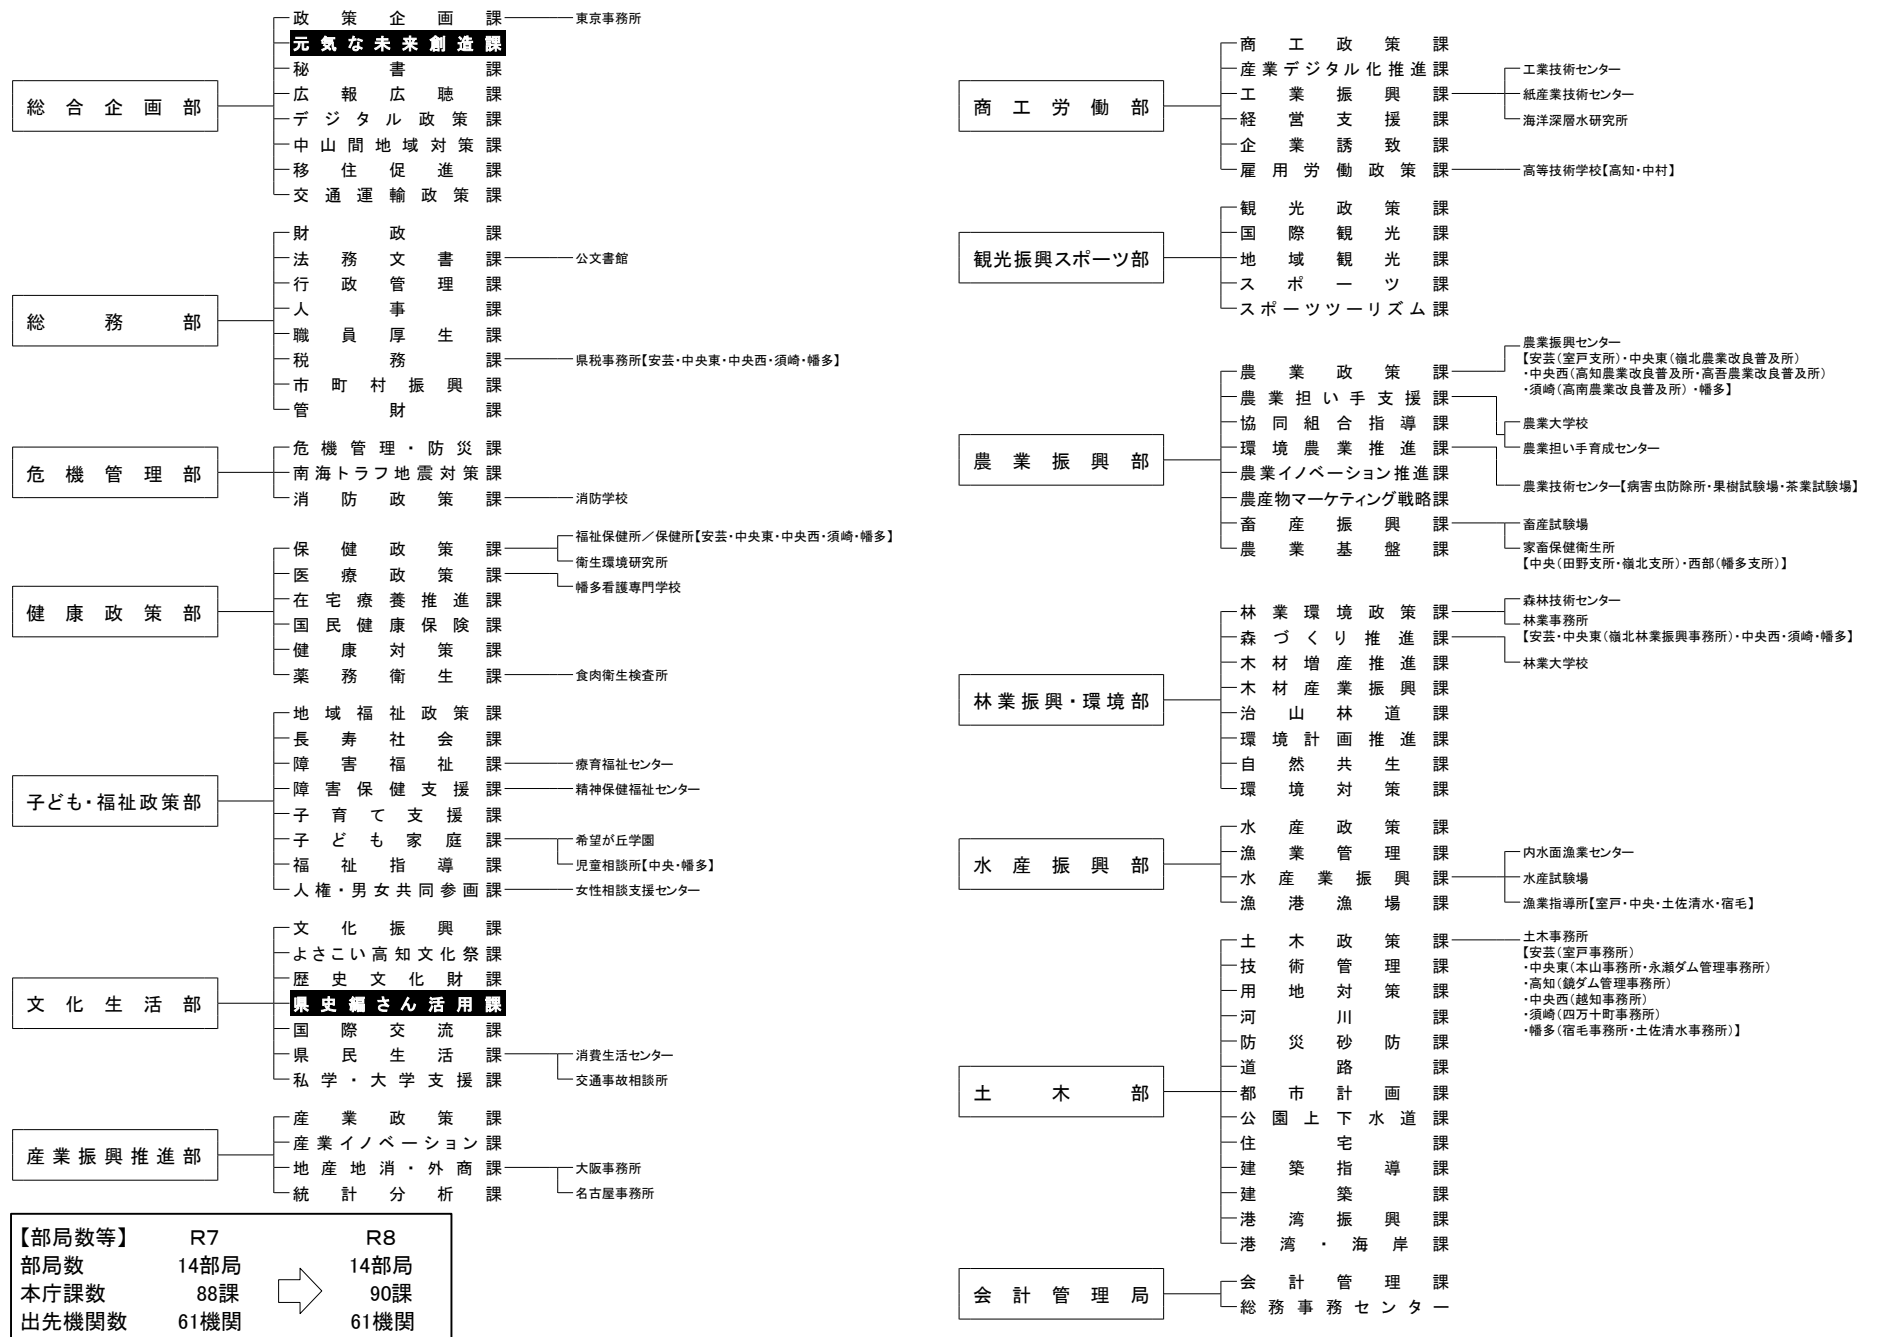 総合企画部
政策企画課
東京事務所
元気な未来創造課
秘書課
広報広聴課
デジタル政策課
中山間地域対策課
移住促進課
交通運輸政策課
総務部
財政課
法務文書課
公文書館
行政管理課
人事課
職員厚生課
税務課
県税事務所【安芸・中央東・中央西・須崎・幡多】
市町村振興課
管財課
危機管理部
危機管理・防災課
南海トラフ地震対策課
消防政策課
消防学校
健康政策部
保健政策課
福祉保健所／保健所【安芸・中央東・中央西・須崎・幡多】
衛生環境研究所
医療政策課
幡多看護専門学校
在宅療養推進課
国民健康保険課
健康対策課
薬務衛生課
食肉衛生検査所
子ども・福祉政策部
地域福祉政策課
長寿社会課
障害福祉課
療育福祉センター
障害保健支援課
精神保健福祉センター
子育て支援課
子ども家庭課
希望が丘学園
児童相談所【中央・幡多】
福祉指導課
人権・男女共同参画課
女性相談支援センター
文化生活部
文化振興課
よさこい高知文化祭課
歴史文化財課
県史編さん活用課
国際交流課
県民生活課
消費生活センター
交通事故相談所
私学・大学支援課
産業振興推進部
産業政策課
産業イノベーション課
地産地消・外商課
大阪事務所
名古屋事務所
統計分析課
【部局数等】 R7 R8
部局数 14部局 14部局
本庁課数 88課 90課
出先機関数 61機関 61機関
商工労働部
商工政策課
産業デジタル化推進課
工業振興課
工業技術センター
紙産業技術センター
海洋深層水研究所
経営支援課
企業誘致課
雇用労働政策課
高等技術学校【高知・中村】
観光振興スポーツ部
観光政策課
国際観光課
地域観光課
スポーツ課
スポーツツーリズム課
農業振興部
農業政策課
農業振興センター
【安芸（室戸支所）・中央東（嶺北農業改良普及所）
・中央西（高知農業改良普及所・高吾農業改良普及所）
・須崎（高南農業改良普及所）・幡多】
農業担い手支援課
農業大学校
農業担い手育成センター
協同組合指導課
環境農業推進課
農業技術センター【病害虫防除所・果樹試験場・茶業試験場】
農業イノベーション推進課
農産物マーケティング戦略課
畜産振興課
畜産試験場
家畜保健衛生所
【中央（田野支所・嶺北支所）・西部（幡多支所）】
農業基盤課
林業振興・環境部
林業環境政策課
森林技術センター
林業事務所
【安芸・中央東（嶺北林業振興事務所）・中央西・須崎・幡多】
森づくり推進課
林業大学校
木材増産推進課
木材産業振興課
治山林道課
環境計画推進課
自然共生課
環境対策課
水産振興部
水産政策課
漁業管理課
水産業振興課
内水面漁業センター
水産試験場
漁業指導所【室戸・中央・土佐清水・宿毛】
漁港漁場課
土木部
土木政策課
土木事務所
【安芸（室戸事務所）
・中央東（本山事務所・永瀬ダム管理事務所）
・高知（鏡ダム管理事務所）
・中央西（越知事務所）
・須崎（四万十町事務所）
・幡多（宿毛事務所・土佐清水事務所）】
技術管理課
用地対策課
河川課
防災砂防課
道路課
都市計画課
公園上下水道課
住宅課
建築指導課
建築課
港湾振興課
港湾・海岸課
会計管理局
会計管理課
総務事務センター